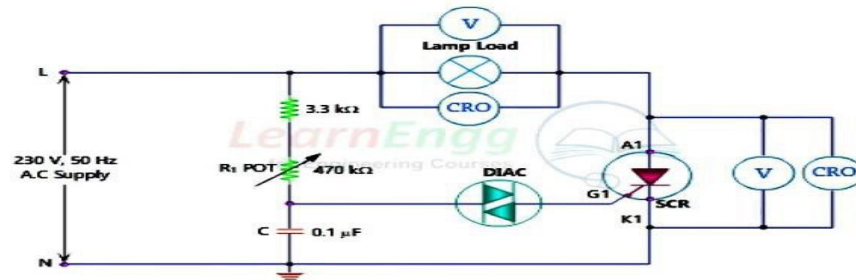 V
Lamp Load
L
CRO
3.3 kΩ
LearnEngg
Engineering Courses
230 V, 50 Hz
A.C Supply
R₁ POT
470 kΩ
DIAC
A1
G1
SCR
K1
V
CRO
C
0.1 µF
N